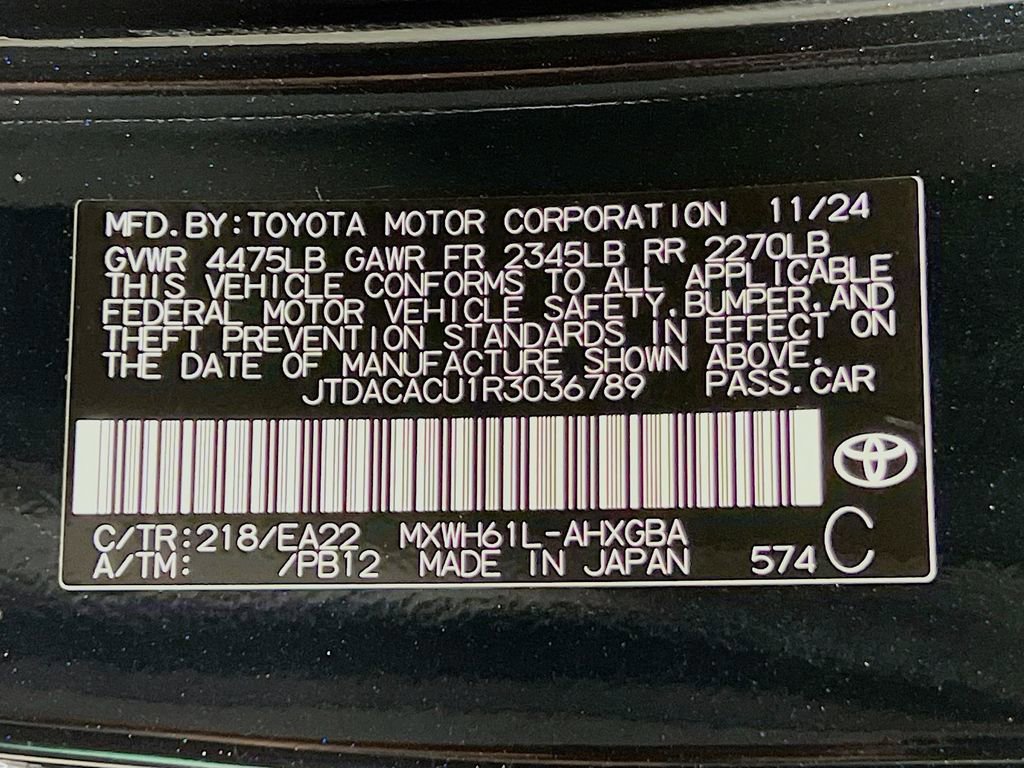 MFD.BY:TOYOTA MOTOR CORPORATION 11/24
GVWR 4475LB GAWR FR 2345LB RR 2270LB
THIS VEHICLE CONFORMS TO ALL APPLICABLE
FEDERAL MOTOR VEHICLE SAFETY,BUMPER,AND
THEFT PREVENTION STANDARDS IN EFFECT ON
THE DATE OF MANUFACTURE SHOWN ABOVE.
JTDACACU1R3036789 PASS.CAR
C/TR:218/EA22 MXWH61L-AHXGBA
A/TM: /PB12 MADE IN JAPAN 574 C